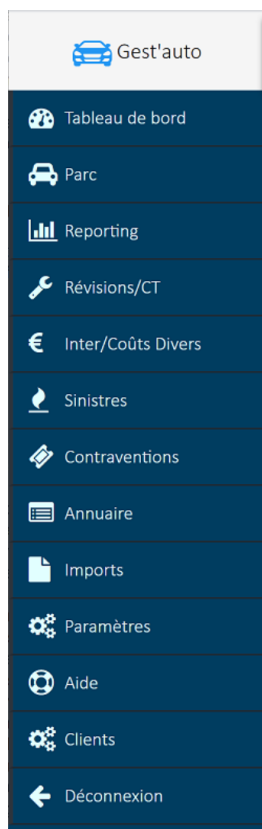 Gest'auto
Tableau de bord
Parc
Reporting
Révisions/CT
Inter/Coûts Divers
Sinistres
Contraventions
Annuaire
Imports
Paramètres
Aide
Clients
Déconnexion